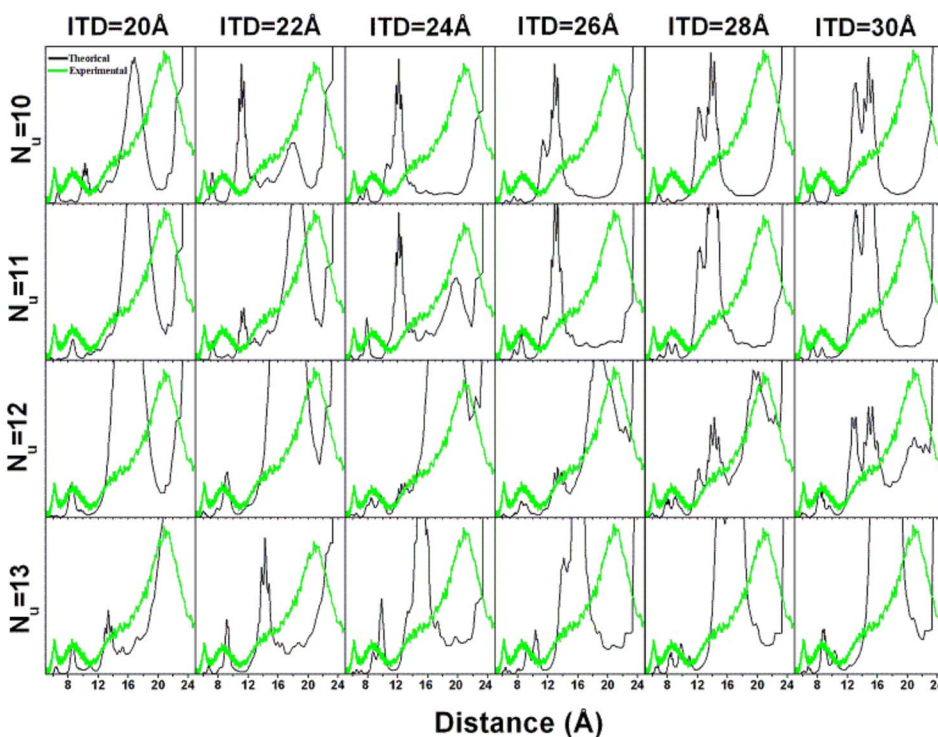 ITD=20Å ITD=22Å ITD=24Å ITD=26Å ITD=28Å ITD=30Å
Theorical
Experimental
Nu=10
Nu=11
Nu=12
Nu=13
8 12 16 20 24 8 12 16 20 24 8 12 16 20 24 8 12 16 20 24 8 12 16 20 24 8 12 16 20 24
Distance (Å)